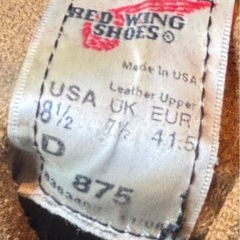 RED WING
SHOES®
Made in USA
Leather Upper
USA UK EUR
8½ 7½ 41.5
D 875